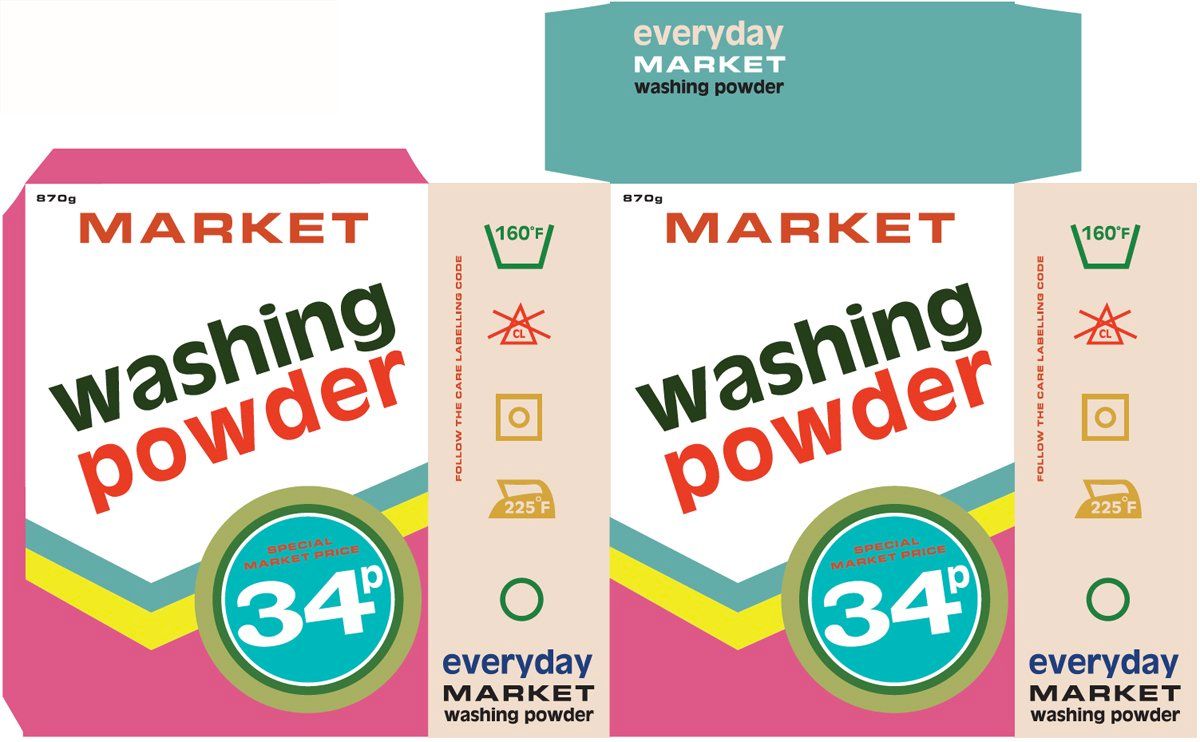 everyday
MARKET
washing powder
870g
MARKET
washing
powder
SPECIAL
MARKET PRICE
34p
FOLLOW THE CARE LABELLING CODE
160°F
CL
225°F
everyday
MARKET
washing powder
870g
MARKET
washing
powder
SPECIAL
MARKET PRICE
34p
FOLLOW THE CARE LABELLING CODE
160°F
CL
225°F
everyday
MARKET
washing powder